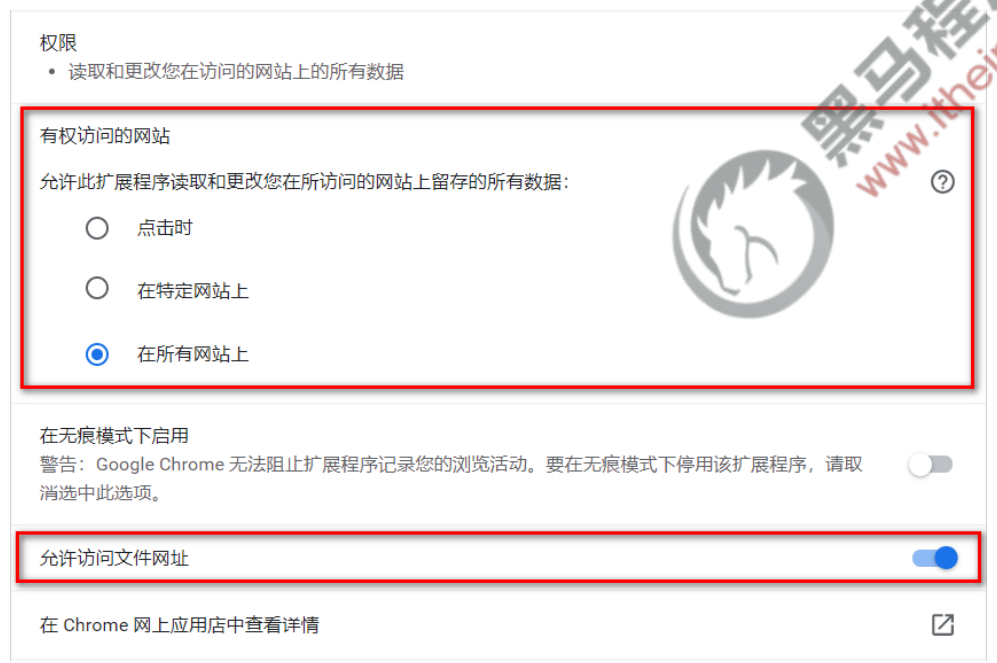 权限
• 读取和更改您在访问的网站上的所有数据
有权访问的网站
允许此扩展程序读取和更改您在所访问的网站上留存的所有数据：
点击时
在特定网站上
在所有网站上
在无痕模式下启用
警告：Google Chrome 无法阻止扩展程序记录您的浏览活动。要在无痕模式下停用该扩展程序，请取
消选中此选项。
允许访问文件网址
在 Chrome 网上应用店中查看详情
黑马程
www.ithei